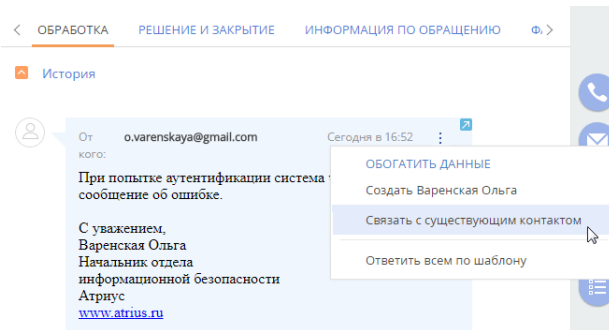 ОБРАБОТКА РЕШЕНИЕ И ЗАКРЫТИЕ ИНФОРМАЦИЯ ПО ОБРАЩЕНИЮ
История
От кого: o.varenskaya@gmail.com Сегодня в 16:52
ОБОГАТИТЬ ДАННЫЕ
Создать Варенская Ольга
Связать с существующим контактом
Ответить всем по шаблону
При попытке аутентификации система
сообщение об ошибке.
С уважением,
Варенская Ольга
Начальник отдела
информационной безопасности
Атриус
www.atrius.ru